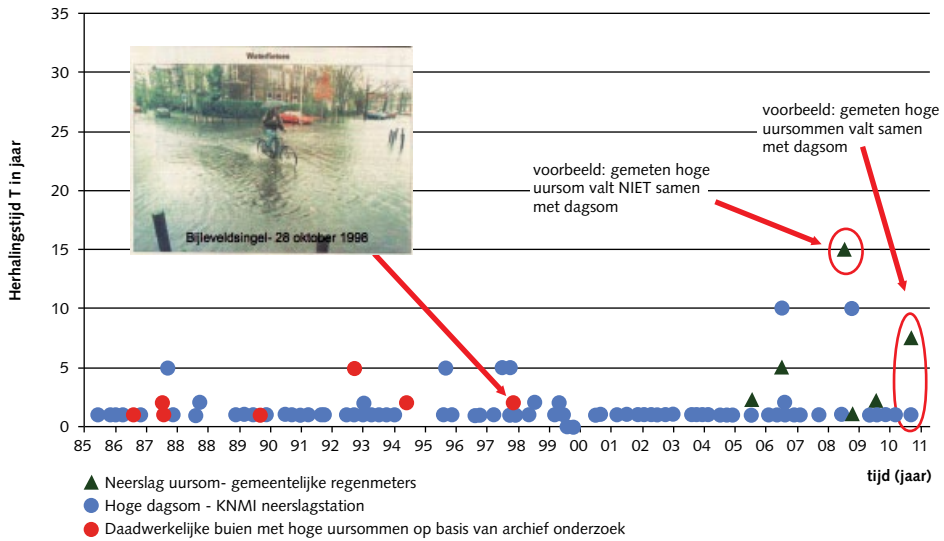 35
30
25
20
15
10
5
0
Herhalingstijd T in jaar
Waterfietsen
Bijleveldsingel- 28 oktober 1998
voorbeeld: gemeten hoge
uursom valt NIET samen
met dagsom
voorbeeld: gemeten hoge
uursommen valt samen
met dagsom
85 86 87 87 88 89 90 91 92 93 94 95 96 97 98 99 00 01 02 03 04 05 06 07 08 09 10 11
tijd (jaar)
Neerslag uursom- gemeentelijke regenmeters
Hoge dagsom - KNMI neerslagstation
Daadwerkelijke buien met hoge uursommen op basis van archief onderzoek